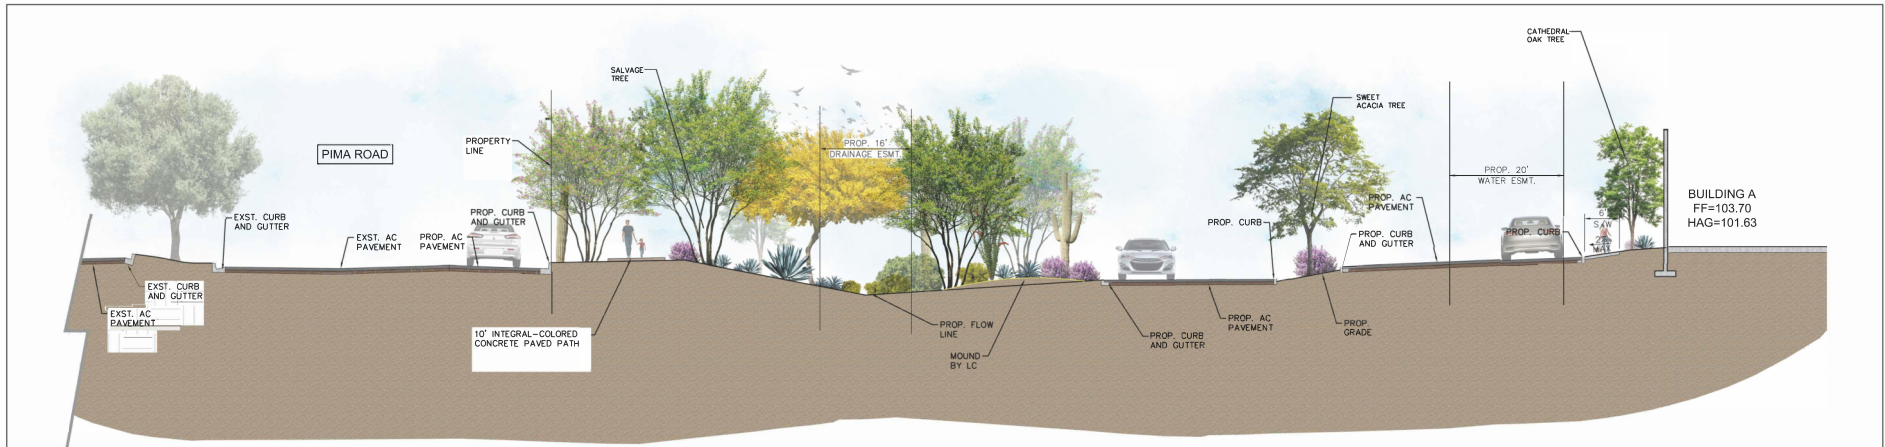 CATHEDRAL
OAK TREE
SALVAGE
TREE
SWEET
ACACIA TREE
PROPERTY
LINE
PIMA ROAD
PROP. 16'
DRAINAGE ESMT.
PROP. 20'
WATER ESMT.
BUILDING A
FF=103.70
HAG=101.63
EXST. CURB
AND GUTTER
PROP. CURB
AND GUTTER
EXST. AC
PAVEMENT
PROP. AC
PAVEMENT
PROP. CURB
PROP. AC
PAVEMENT
PROP. CURB
AND GUTTER
PROP. CURB
6'
S/W
MAX
EXST. CURB
AND GUTTER
EXST. AC
PAVEMENT
10' INTEGRAL-COLORED
CONCRETE PAVED PATH
PROP. FLOW
LINE
MOUND
BY LC
PROP. CURB
AND GUTTER
PROP. AC
PAVEMENT
PROP.
GRADE